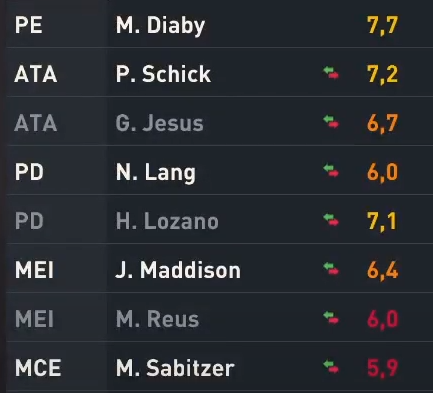 PE M. Diaby 7,7
ATA P. Schick 7,2
ATA G. Jesus 6,7
PD N. Lang 6,0
PD H. Lozano 7,1
MEI J. Maddison 6,4
MEI M. Reus 6,0
MCE M. Sabitzer 5,9